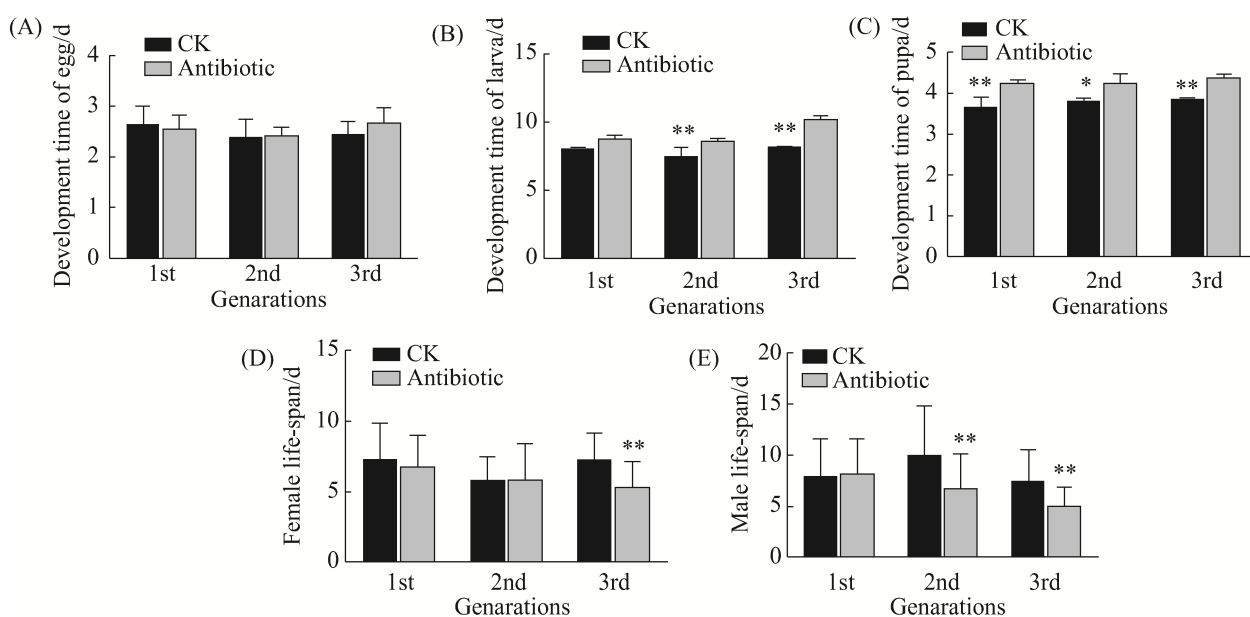 (A)
Development time of egg/d
CK
Antibiotic
4
3
2
1
0
1st 2nd 3rd
Genarations
(B)
Development time of larva/d
CK
Antibiotic
15
10
5
0
**
**
1st 2nd 3rd
Genarations
(C)
Development time of pupa/d
CK
Antibiotic
5
4
3
2
1
0
**
*
**
1st 2nd 3rd
Genarations
(D)
Female life-span/d
CK
Antibiotic
15
10
5
0
**
1st 2nd 3rd
Genarations
(E)
Male life-span/d
CK
Antibiotic
20
15
10
5
0
**
**
1st 2nd 3rd
Genarations